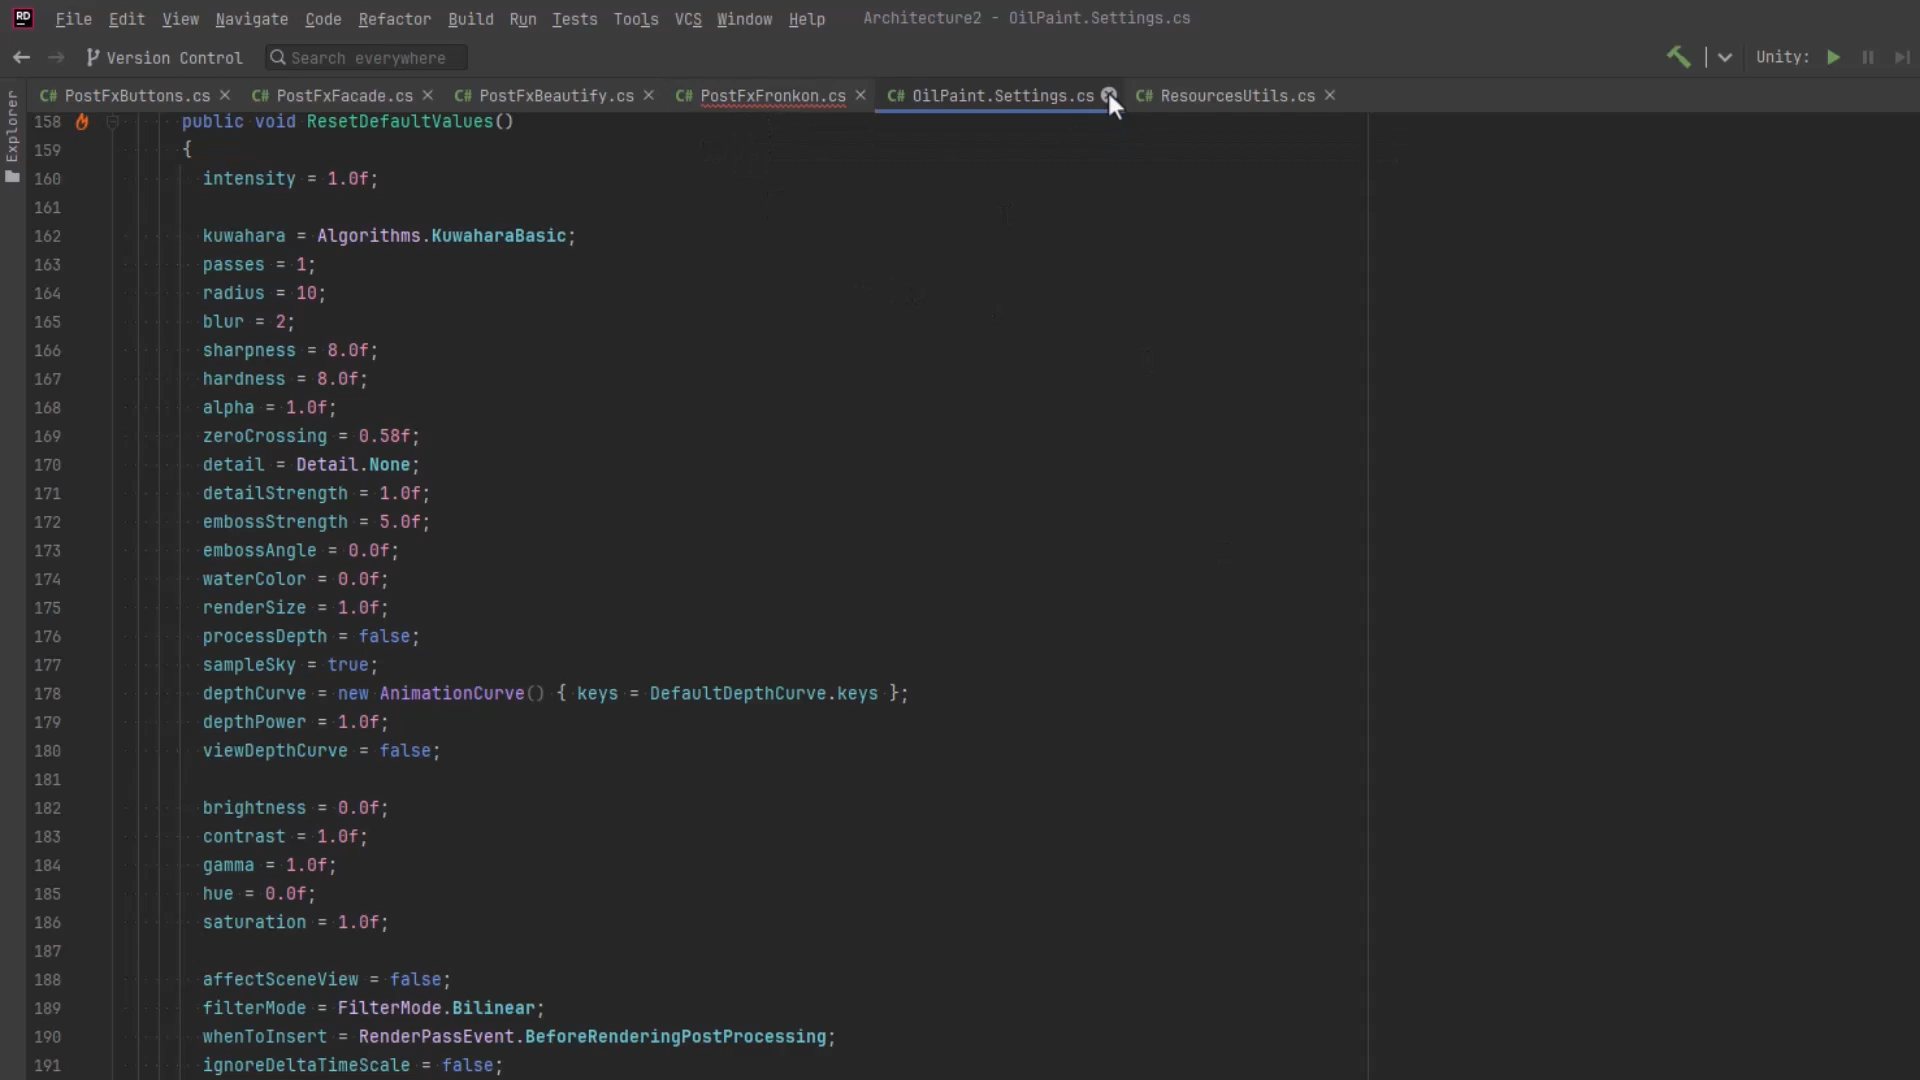 RD File Edit View Navigate Code Refactor Build Run Tests Tools VCS Window Help Architecture2 - OilPaint.Settings.cs
Version Control Search everywhere Unity:
C# PostFxButtons.cs C# PostFxFacade.cs C# PostFxBeautify.cs C# PostFxFronkon.cs C# OilPaint.Settings.cs C# ResourcesUtils.cs
Explorer
158 public void ResetDefaultValues()
159 {
160 intensity = 1.0f;
161
162 kuwahara = Algorithms.KuwaharaBasic;
163 passes = 1;
164 radius = 10;
165 blur = 2;
166 sharpness = 8.0f;
167 hardness = 8.0f;
168 alpha = 1.0f;
169 zeroCrossing = 0.58f;
170 detail = Detail.None;
171 detailStrength = 1.0f;
172 embossStrength = 5.0f;
173 embossAngle = 0.0f;
174 waterColor = 0.0f;
175 renderSize = 1.0f;
176 processDepth = false;
177 sampleSky = true;
178 depthCurve = new AnimationCurve() { keys = DefaultDepthCurve.keys };
179 depthPower = 1.0f;
180 viewDepthCurve = false;
181
182 brightness = 0.0f;
183 contrast = 1.0f;
184 gamma = 1.0f;
185 hue = 0.0f;
186 saturation = 1.0f;
187
188 affectSceneView = false;
189 filterMode = FilterMode.Bilinear;
190 whenToInsert = RenderPassEvent.BeforeRenderingPostProcessing;
191 ignoreDeltaTimeScale = false;